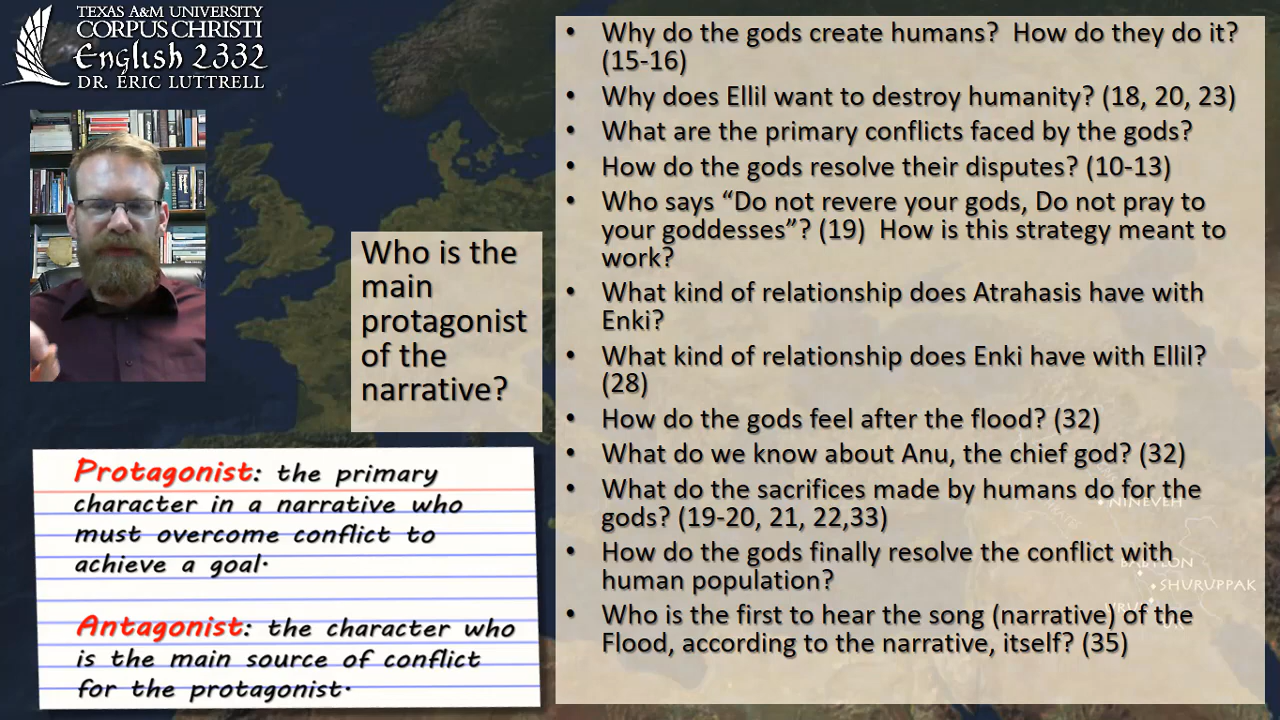 TEXAS A&M UNIVERSITY
CORPUS CHRISTI
English 2332
DR. ERIC LUTTRELL
Who is the
main
protagonist
of the
narrative?
Protagonist: the primary
character in a narrative who
must overcome conflict to
achieve a goal.
Antagonist: the character who
is the main source of conflict
for the protagonist.
• Why do the gods create humans? How do they do it?
(15-16)
• Why does Ellil want to destroy humanity? (18, 20, 23)
• What are the primary conflicts faced by the gods?
• How do the gods resolve their disputes? (10-13)
• Who says “Do not revere your gods, Do not pray to
your goddesses”? (19) How is this strategy meant to
work?
• What kind of relationship does Atrahasis have with
Enki?
• What kind of relationship does Enki have with Ellil?
(28)
• How do the gods feel after the flood? (32)
• What do we know about Anu, the chief god? (32)
• What do the sacrifices made by humans do for the
gods? (19-20, 21, 22,33)
• How do the gods finally resolve the conflict with
human population?
• Who is the first to hear the song (narrative) of the
Flood, according to the narrative, itself? (35)
NINEVEH
BABYLON
SHURUPPAK